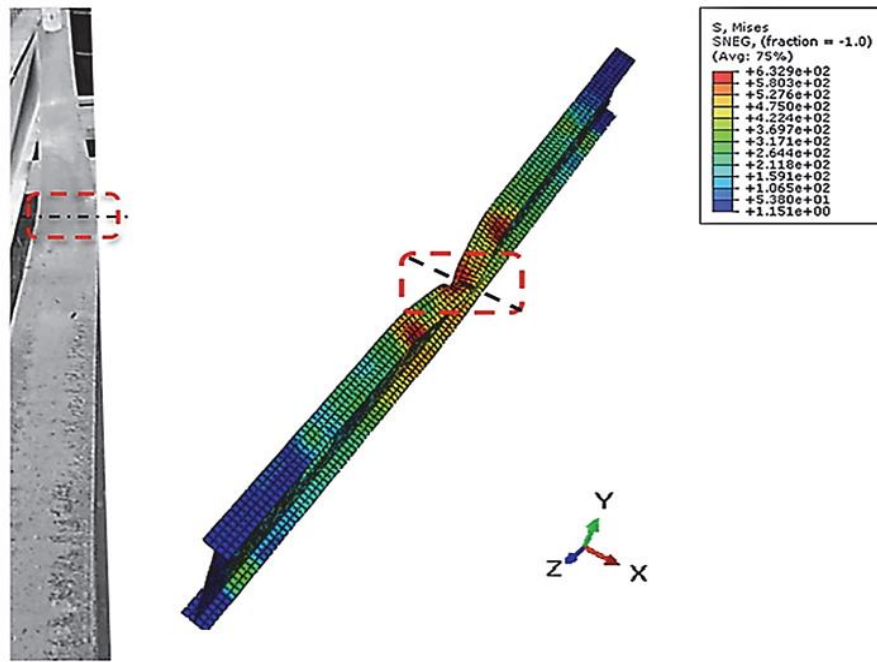 S, Mises
SNEG, (fraction = -1.0)
(Avg: 75%)
+6.329e+02
+5.803e+02
+5.276e+02
+4.750e+02
+4.224e+02
+3.697e+02
+3.171e+02
+2.644e+02
+2.118e+02
+1.591e+02
+1.065e+02
+5.380e+01
+1.151e+00
Y
Z
X